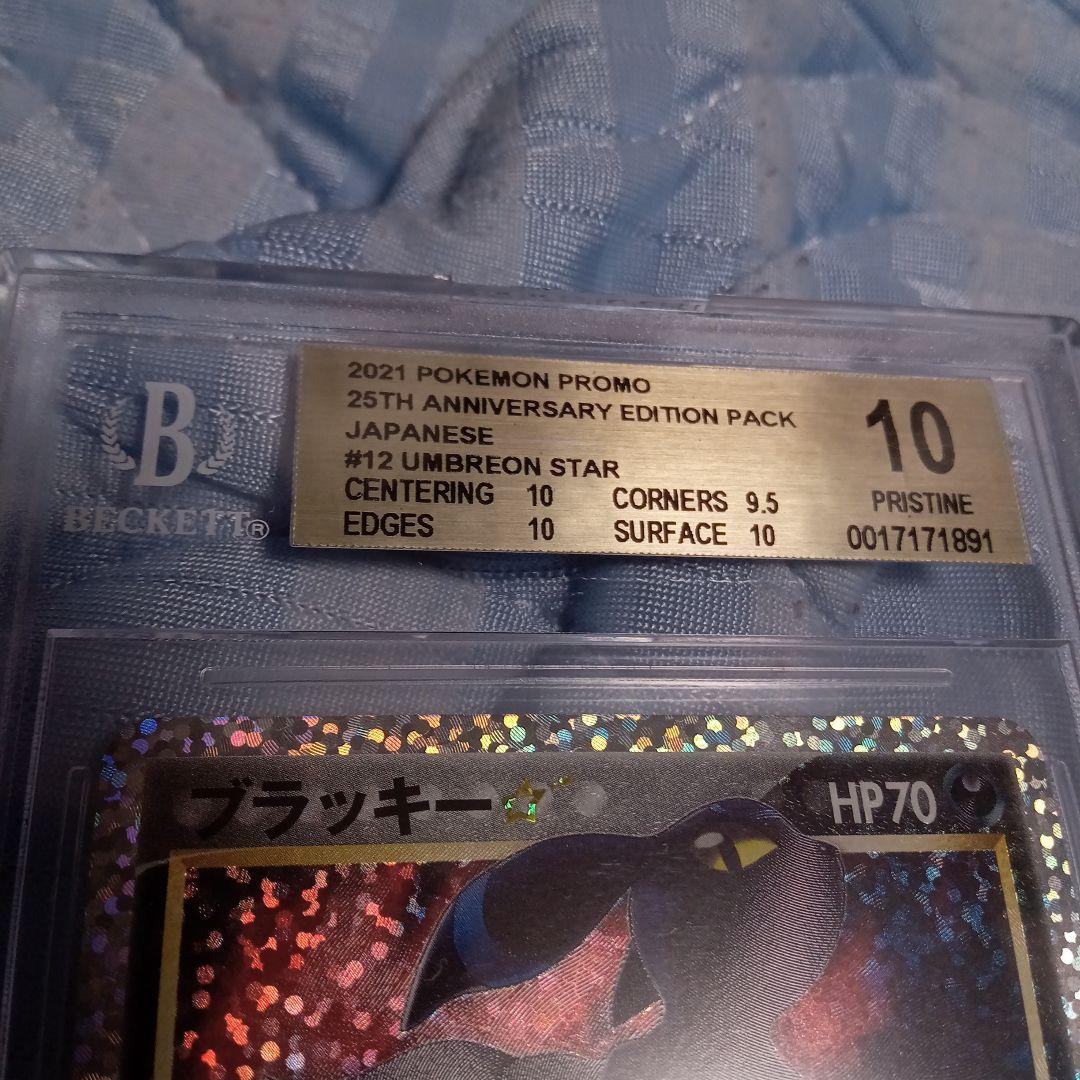 B
BECKETT®
2021 POKEMON PROMO
25TH ANNIVERSARY EDITION PACK
JAPANESE
#12 UMBREON STAR
CENTERING 10 CORNERS 9.5
EDGES 10 SURFACE 10
10
PRISTINE
0017171891
ブラッキー☆
HP70